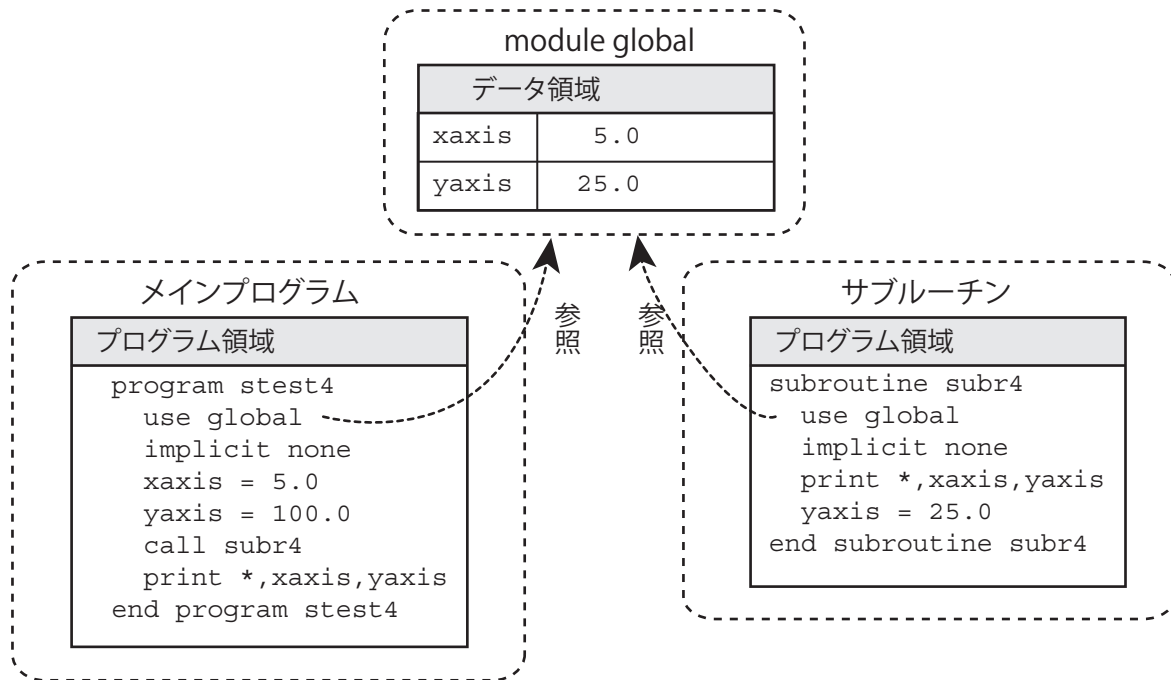 module global
データ領域
xaxis 5.0
yaxis 25.0
メインプログラム
プログラム領域
program stest4
use global
implicit none
xaxis = 5.0
yaxis = 100.0
call subr4
print *,xaxis,yaxis
end program stest4
参照
参照
サブルーチン
プログラム領域
subroutine subr4
use global
implicit none
print *,xaxis,yaxis
yaxis = 25.0
end subroutine subr4